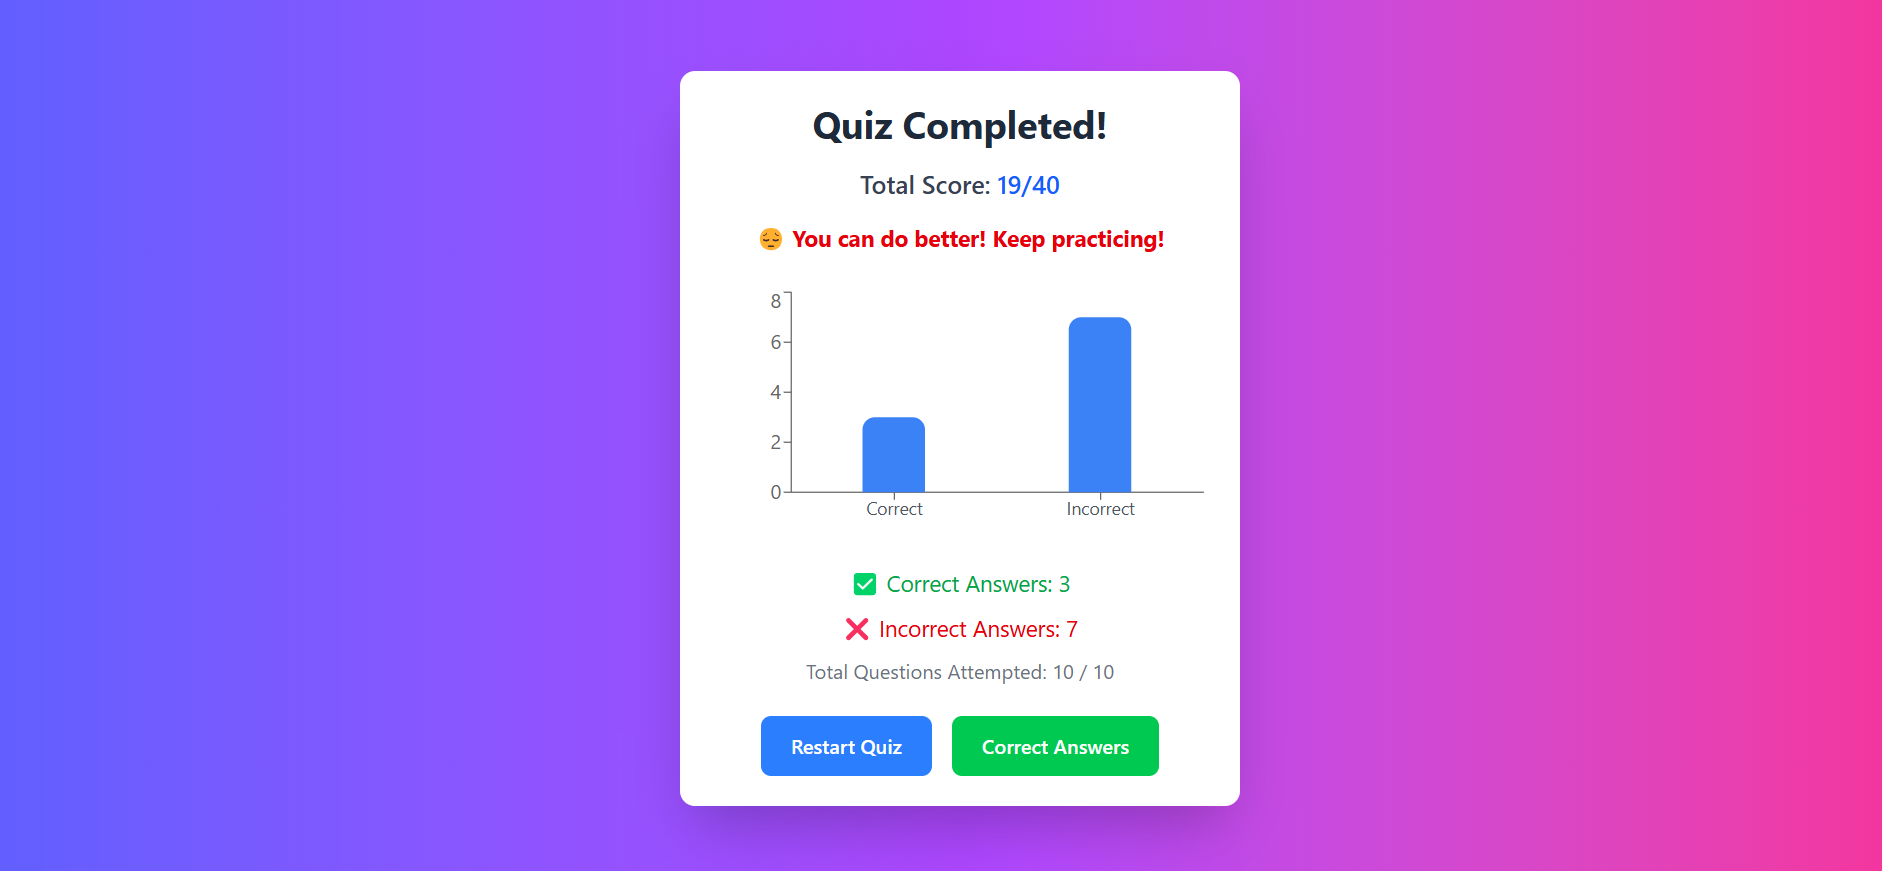 Quiz Completed!
Total Score: 19/40
😔 You can do better! Keep practicing!
8
6
4
2
0
Correct Incorrect
✅ Correct Answers: 3
❌ Incorrect Answers: 7
Total Questions Attempted: 10 / 10
Restart Quiz Correct Answers